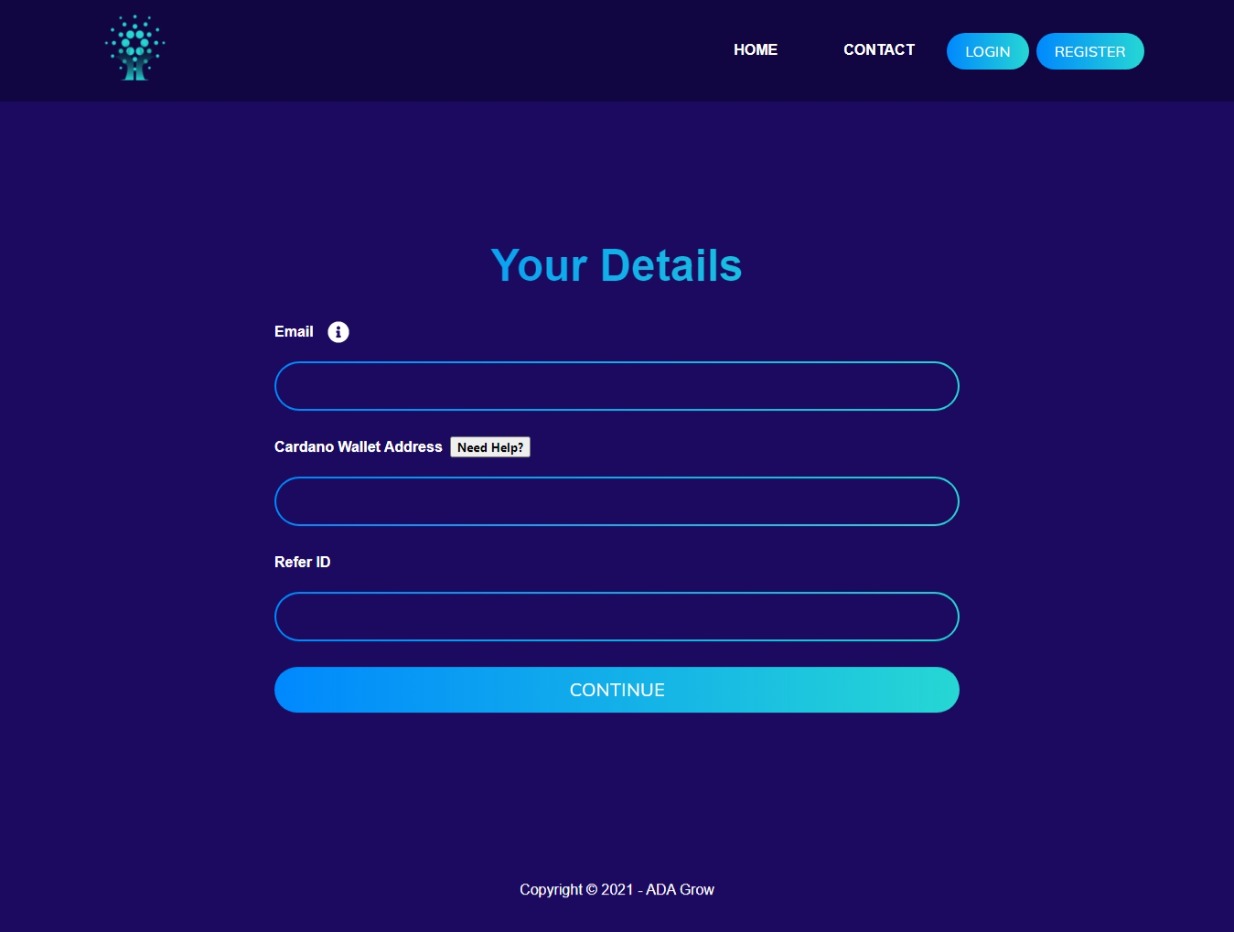 HOME CONTACT LOGIN REGISTER
Your Details
Email
Cardano Wallet Address Need Help?
Refer ID
CONTINUE
Copyright © 2021 - ADA Grow